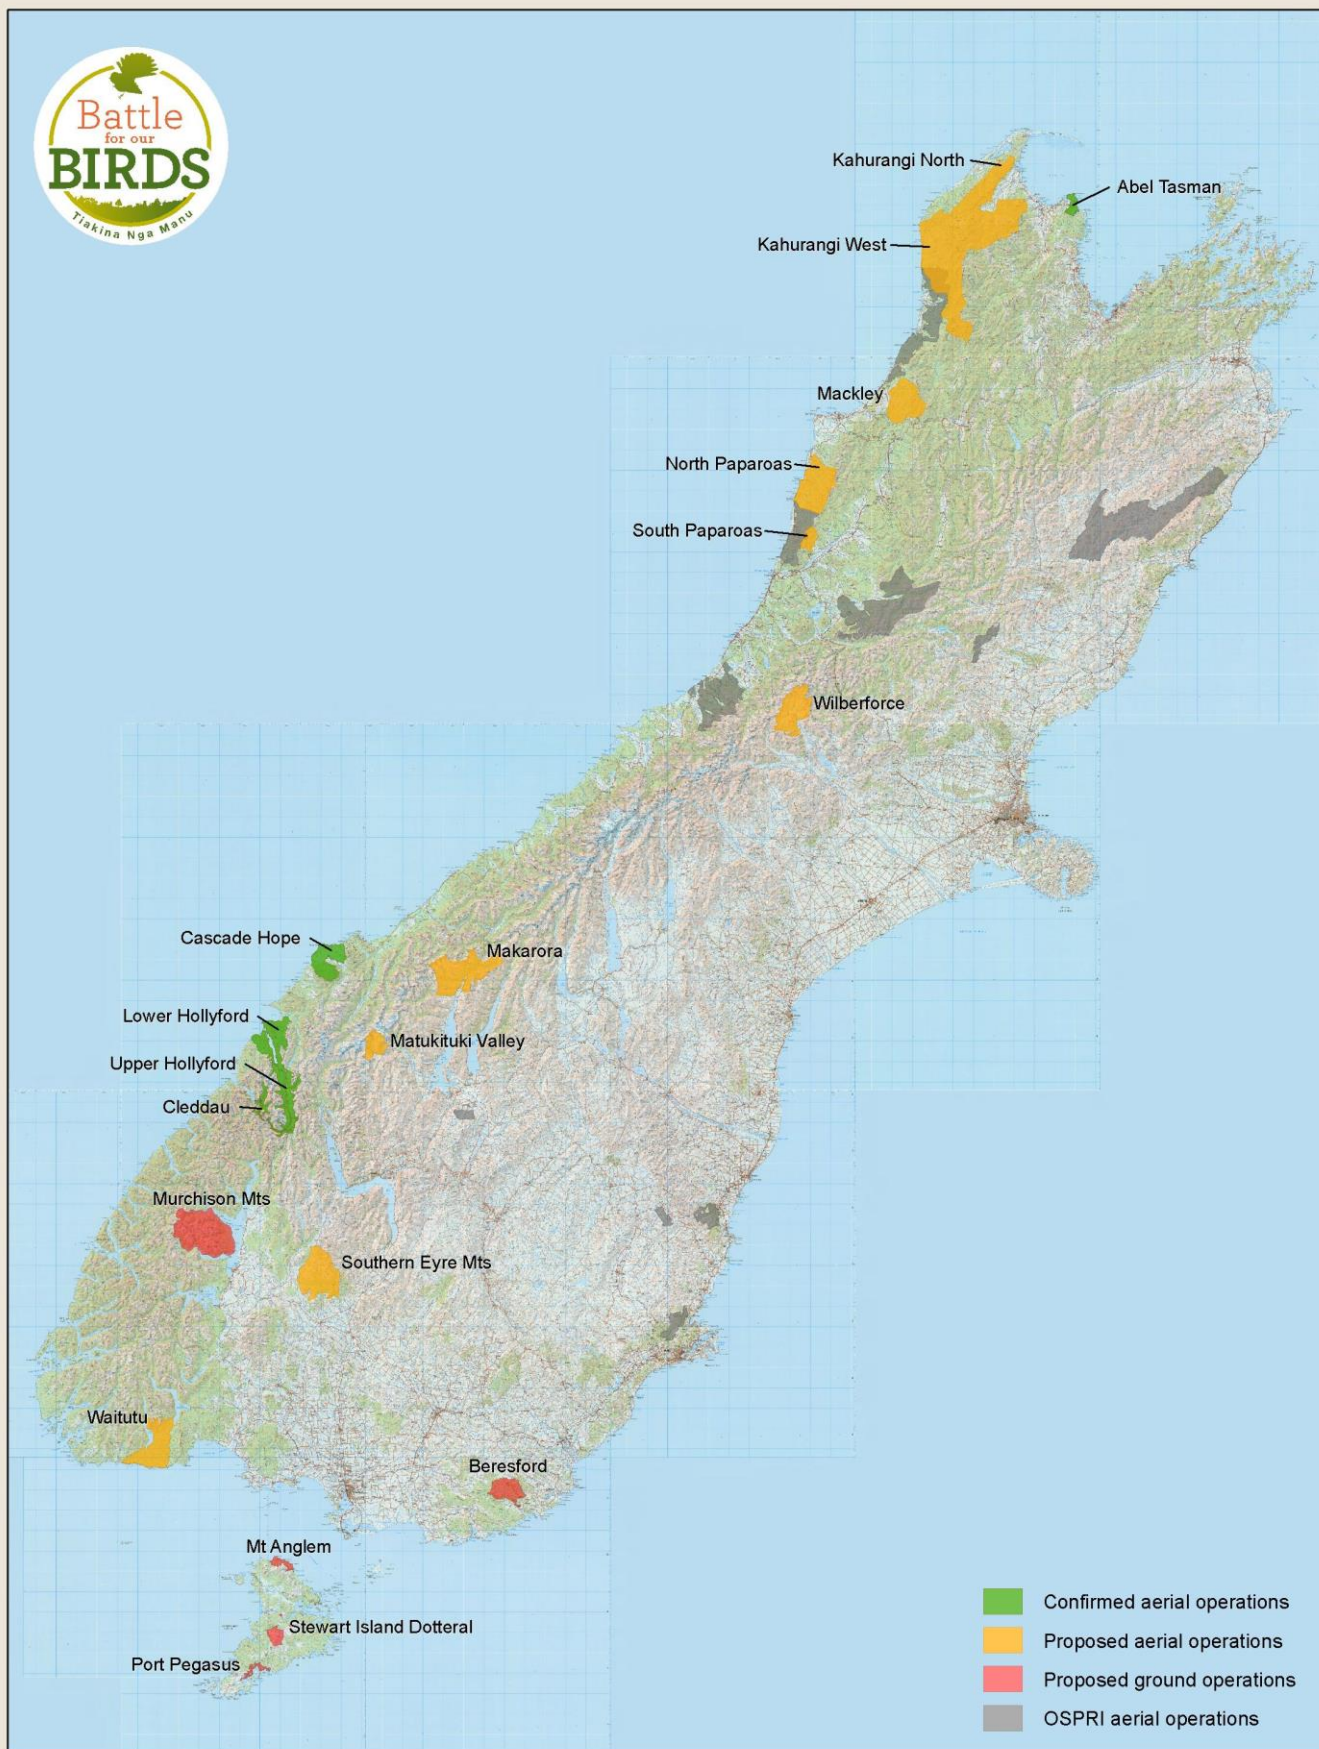 Battle
for our
BIRDS
Tiakina Nga Manu
Kahurangi North
Abel Tasman
Kahurangi West
Mackley
North Paparoas
South Paparoas
Wilberforce
Cascade Hope
Makarora
Lower Hollyford
Matukituki Valley
Upper Hollyford
Cleddau
Murchison Mts
Southern Eyre Mts
Waitutu
Beresford
Mt Anglem
Stewart Island Dotteral
Port Pegasus
Confirmed aerial operations
Proposed aerial operations
Proposed ground operations
OSPRI aerial operations